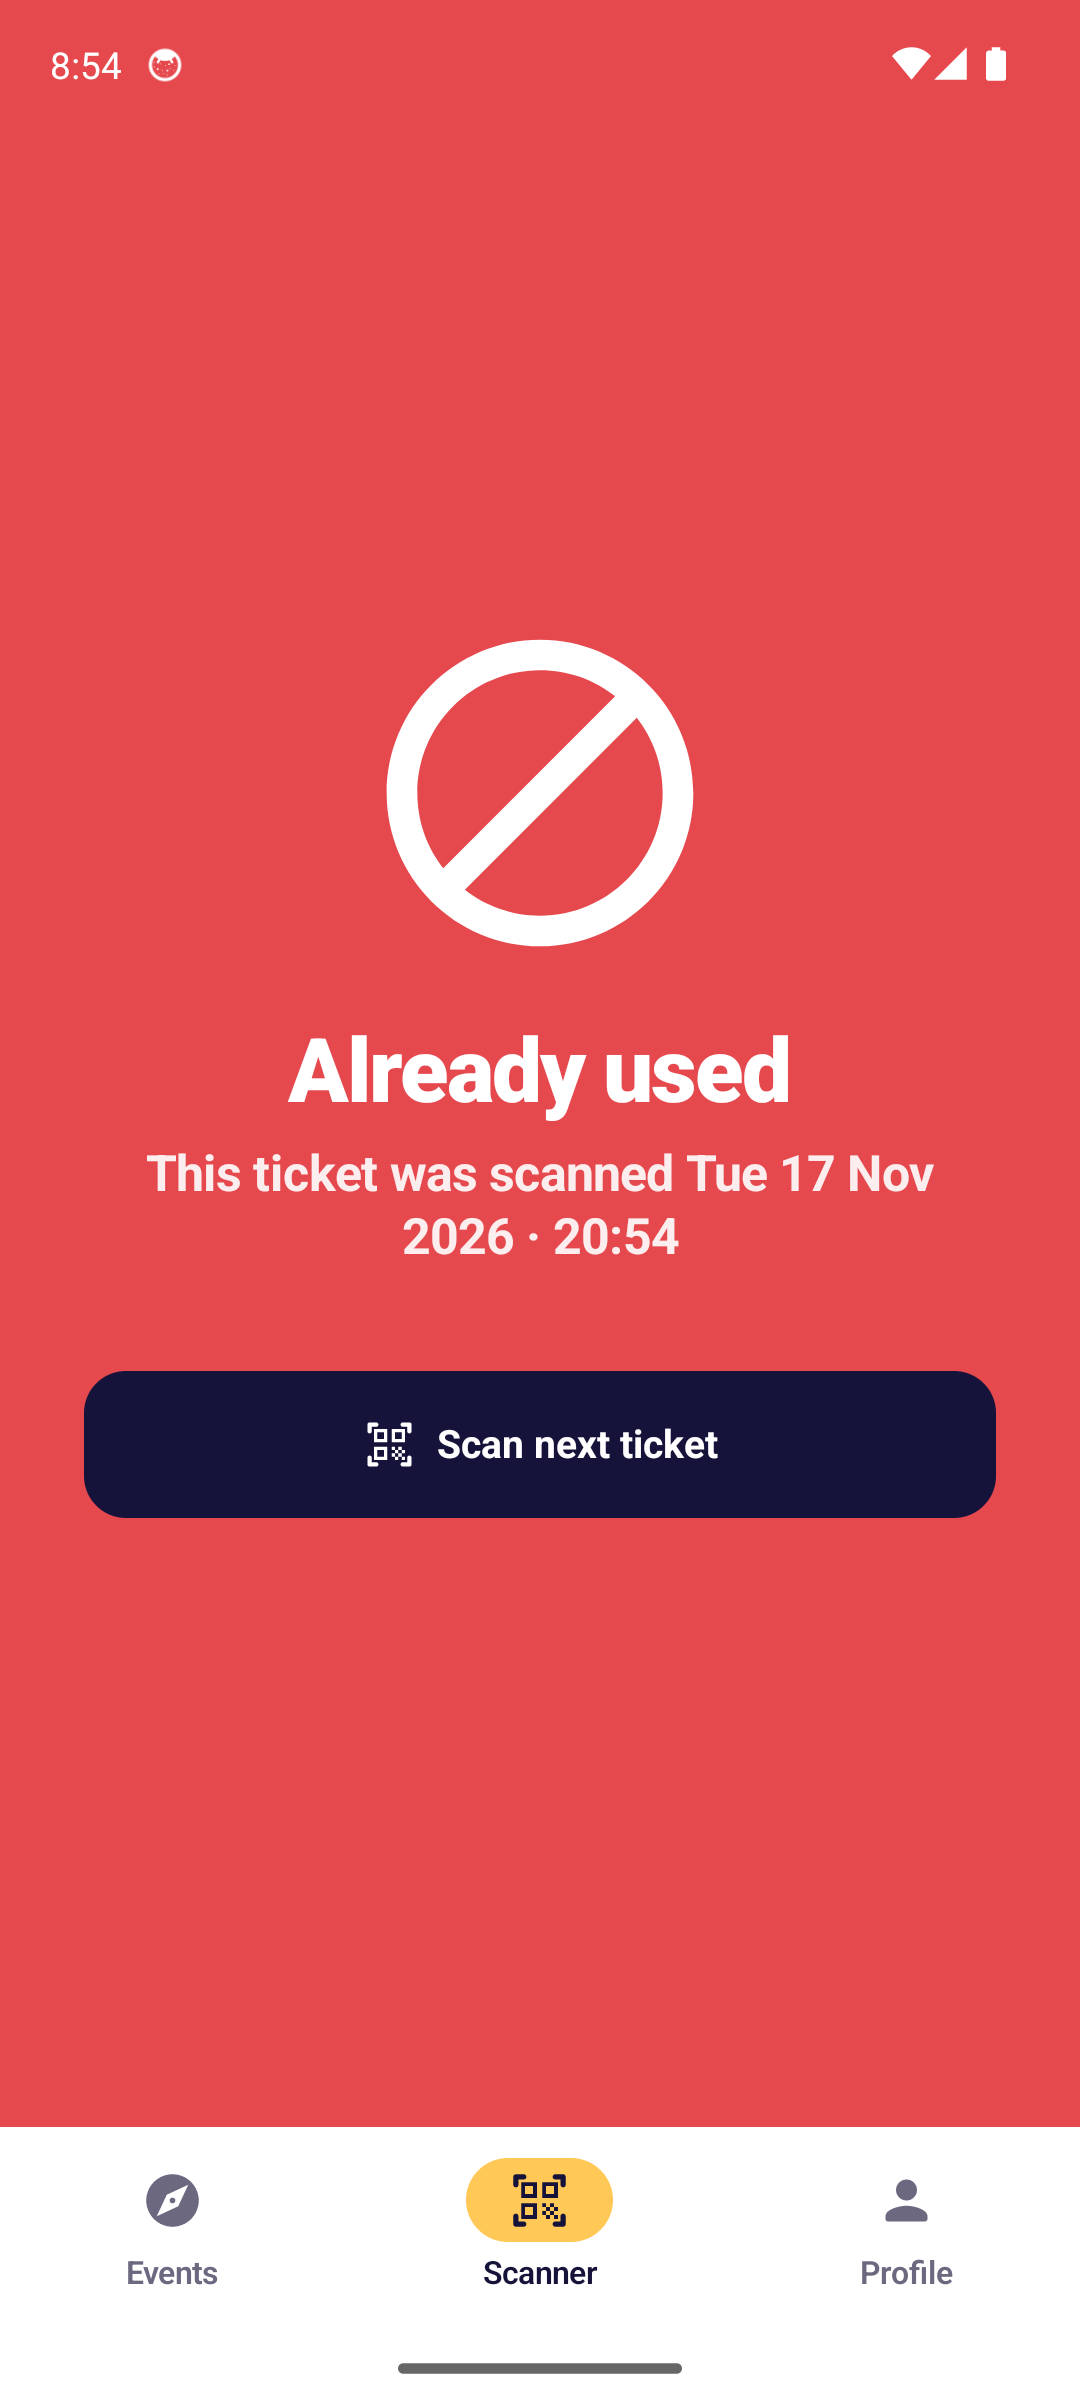 8:54
Already used
This ticket was scanned Tue 17 Nov
2026 · 20:54
Scan next ticket
Events
Scanner
Profile